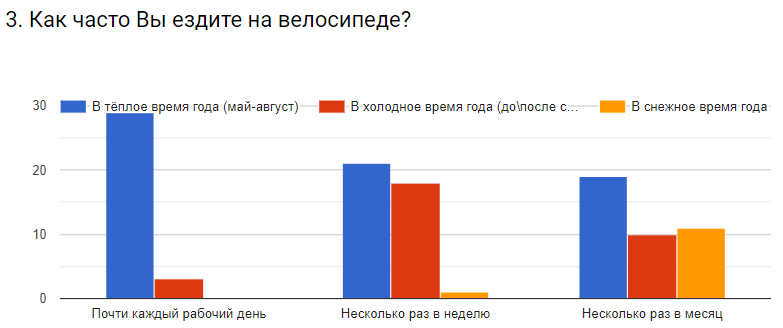 3. Как часто Вы ездите на велосипеде?
В тёплое время года (май-август)
В холодное время года (до\после с...
В снежное время года
30
20
10
0
Почти каждый рабочий день
Несколько раз в неделю
Несколько раз в месяц